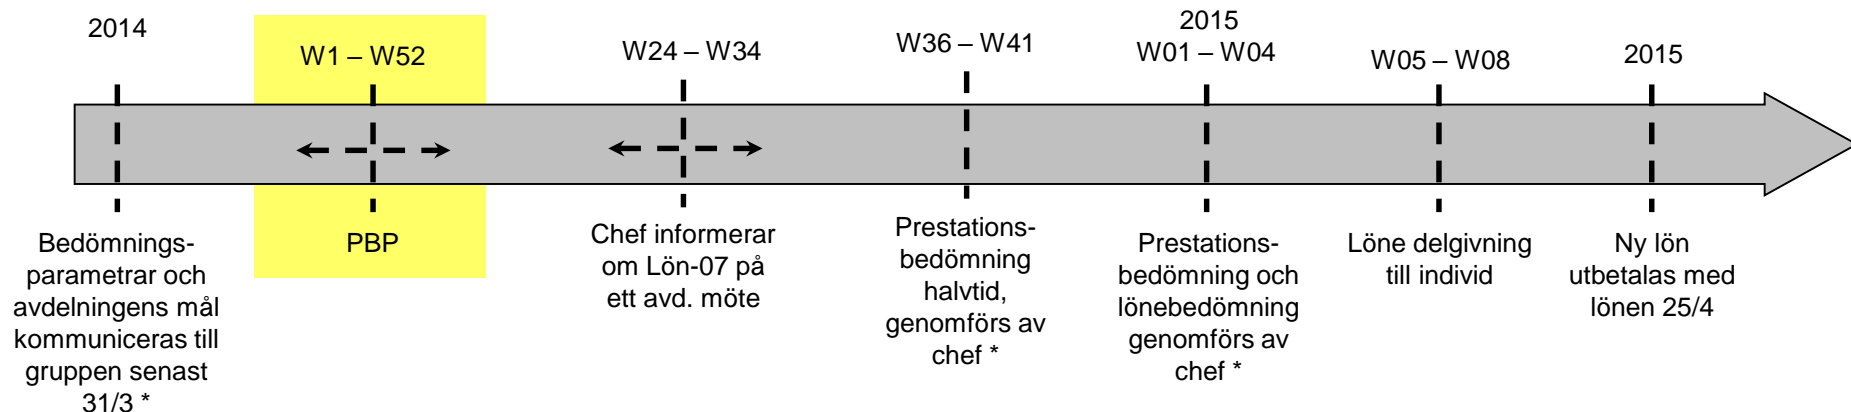 2014
Bedömnings-
parametrar och
avdelningens mål
kommuniceras till
gruppen senast
31/3 *
W1 – W52
PBP
W24 – W34
Chef informerar
om Lön-07 på
ett avd. möte
W36 – W41
Prestations-
bedömning
halvtid,
genomförs av
chef *
2015
W01 – W04
Prestations-
bedömning och
lönebedömning
genomförs av
chef *
W05 – W08
Löne delgivning
till individ
2015
Ny lön
utbetalas med
lönen 25/4